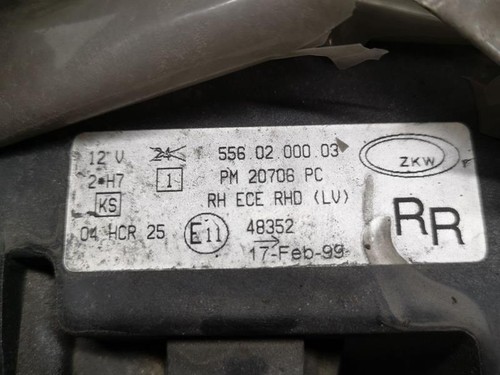 12 V 24 556.02.000.03 ZKW
2*H7 1 PM 20706 PC
KS RH ECE RHD (LV) RR
04 HCR 25 E11 48352
17-Feb-99